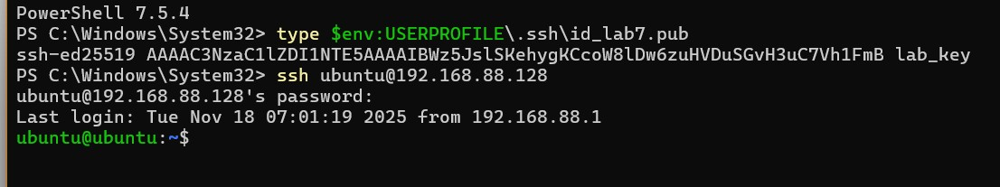 PowerShell 7.5.4
PS C:\Windows\System32> type $env:USERPROFILE\.ssh\id_lab7.pub
ssh-ed25519 AAAAC3NzaC1lZDI1NTE5AAAAIBWz5JslSKehygKCcoW8lDw6zuHVDuSGvH3uC7Vh1FmB lab_key
PS C:\Windows\System32> ssh ubuntu@192.168.88.128
ubuntu@192.168.88.128's password:
Last login: Tue Nov 18 07:01:19 2025 from 192.168.88.1
ubuntu@ubuntu:~$